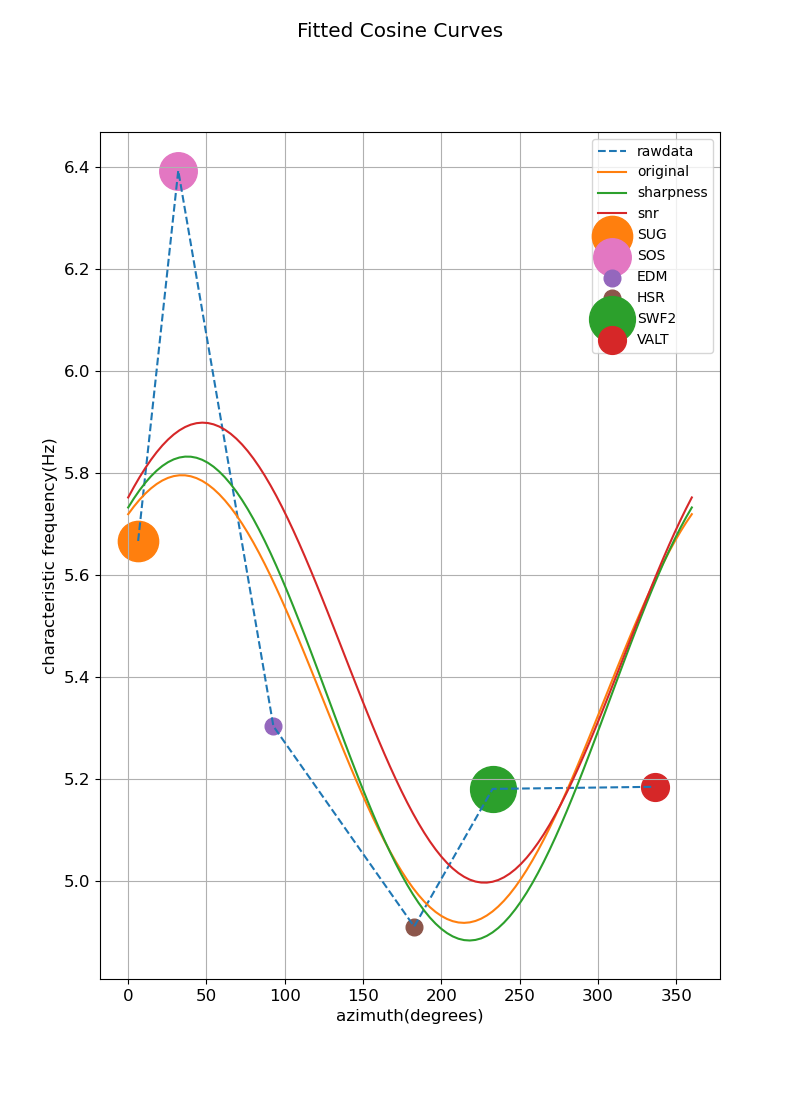 Fitted Cosine Curves
rawdata
original
sharpness
snr
SUG
SOS
EDM
HSR
SWF2
VALT
6.4
6.2
6.0
5.8
5.6
5.4
5.2
5.0
characteristic frequency(Hz)
0 50 100 150 200 250 300 350
azimuth(degrees)